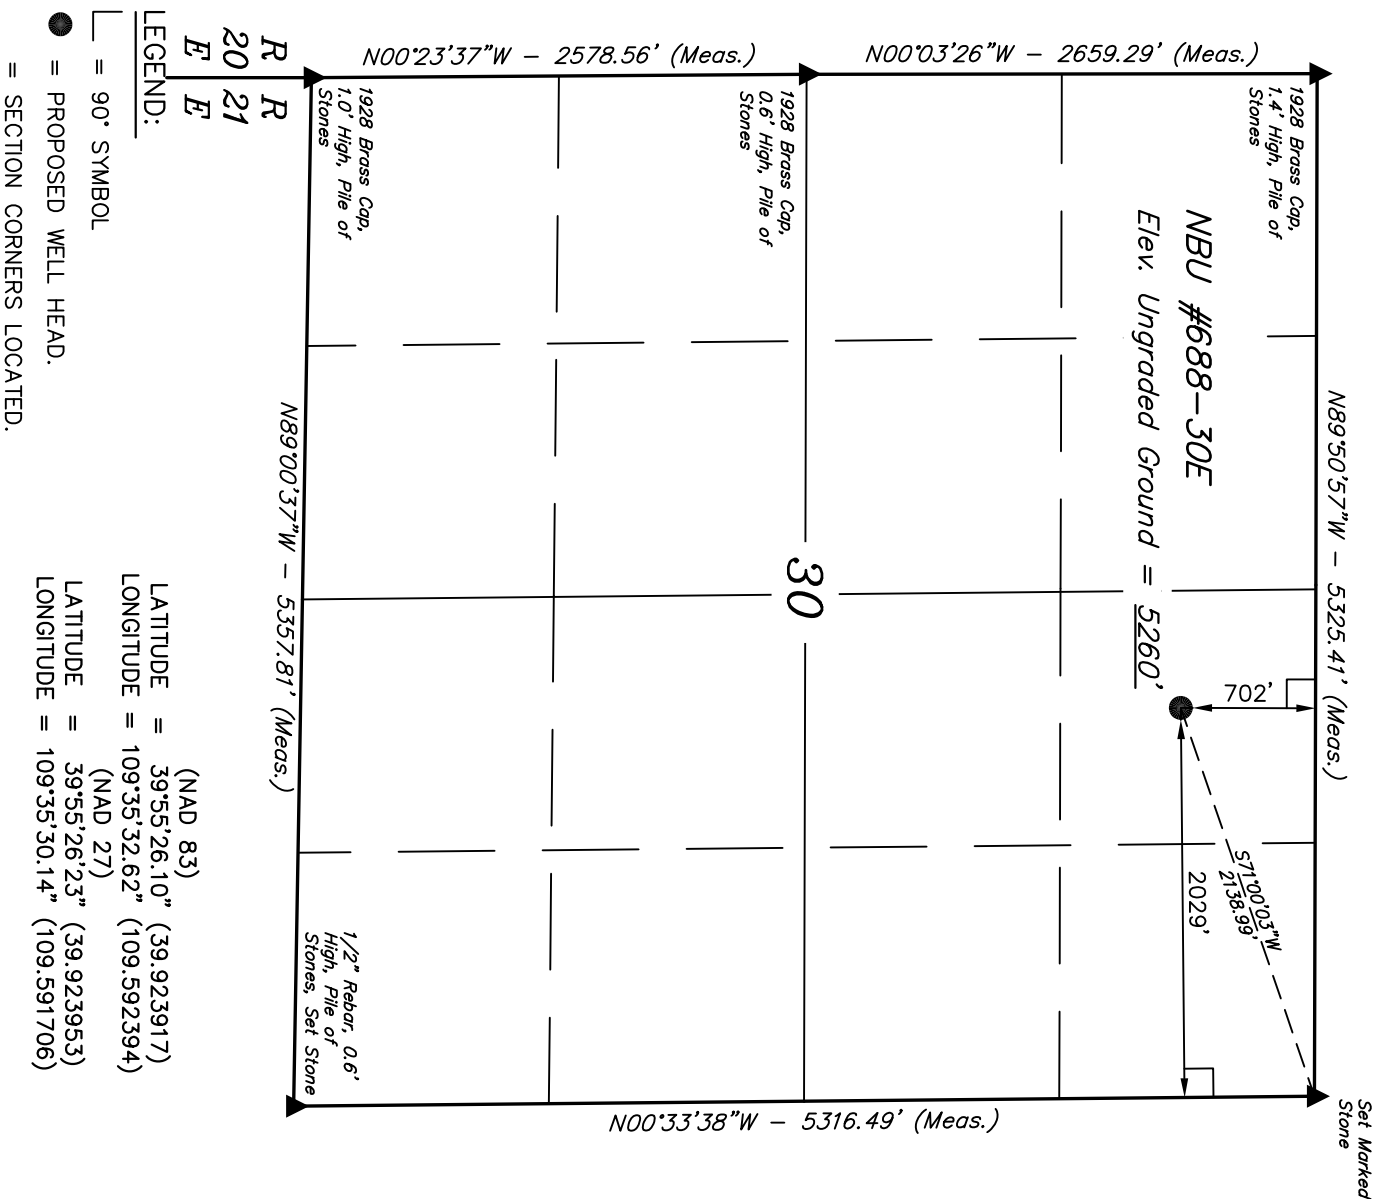 N89°50'57"W - 5325.41' (Meas.)
Set Marked
Stone
1928 Brass Cap,
1.4' High, Pile of
Stones
702'
NBU #688-30E
Elev. Ungraded Ground = 5260'
S71°00'03"W
2138.99'
2029'
N00°03'26"W - 2659.29' (Meas.)
1928 Brass Cap,
0.6' High, Pile of
Stones
30
N00°33'38"W - 5316.49' (Meas.)
N00°23'37"W - 2578.56' (Meas.)
1928 Brass Cap,
1.0' High, Pile of
Stones
1/2" Rebar, 0.6'
High, Pile of
Stones, Set Stone
N89°00'37"W - 5357.81' (Meas.)
R R
20 21
E E
LEGEND:
= 90° SYMBOL
= PROPOSED WELL HEAD.
= SECTION CORNERS LOCATED.
(NAD 83)
LATITUDE = 39°55'26.10" (39.923917)
LONGITUDE = 109°35'32.62" (109.592394)
(NAD 27)
LATITUDE = 39°55'26'23" (39.923953)
LONGITUDE = 109°35'30.14" (109.591706)